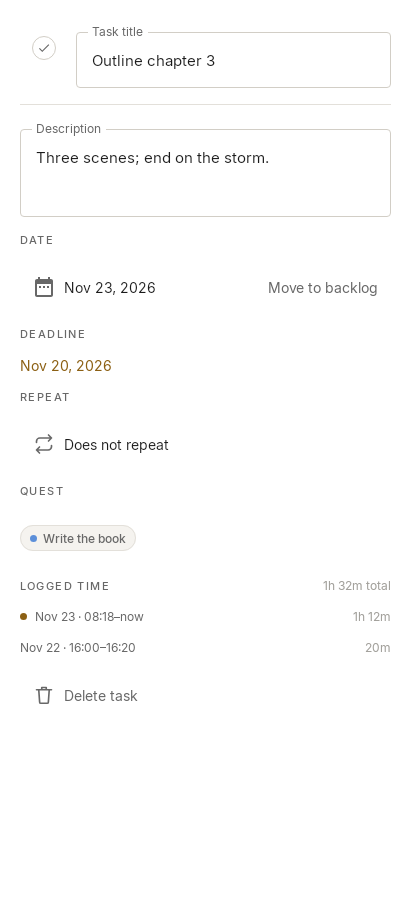 Task title
Outline chapter 3
Description
Three scenes; end on the storm.
DATE
Nov 23, 2026 Move to backlog
DEADLINE
Nov 20, 2026
REPEAT
Does not repeat
QUEST
Write the book
LOGGED TIME 1h 32m total
Nov 23 · 08:18–now 1h 12m
Nov 22 · 16:00–16:20 20m
Delete task